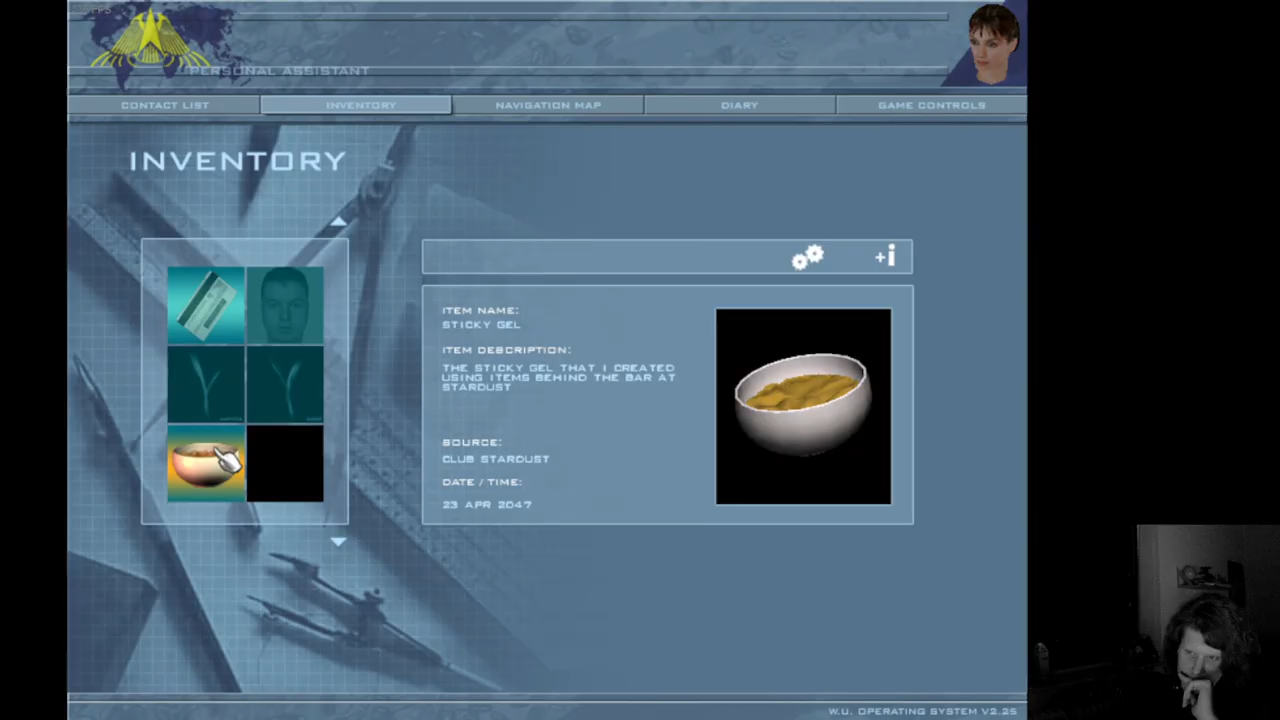 PERSONAL ASSISTANT
CONTACT LIST
INVENTORY
NAVIGATION MAP
DIARY
GAME CONTROLS
INVENTORY
+i
ITEM NAME:
STICKY GEL
ITEM DESCRIPTION:
THE STICKY GEL THAT I CREATED
USING ITEMS BEHIND THE BAR AT
STARDUST
SOURCE:
CLUB STARDUST
DATE / TIME:
23 APR 2047
W.U. OPERATING SYSTEM V2.25